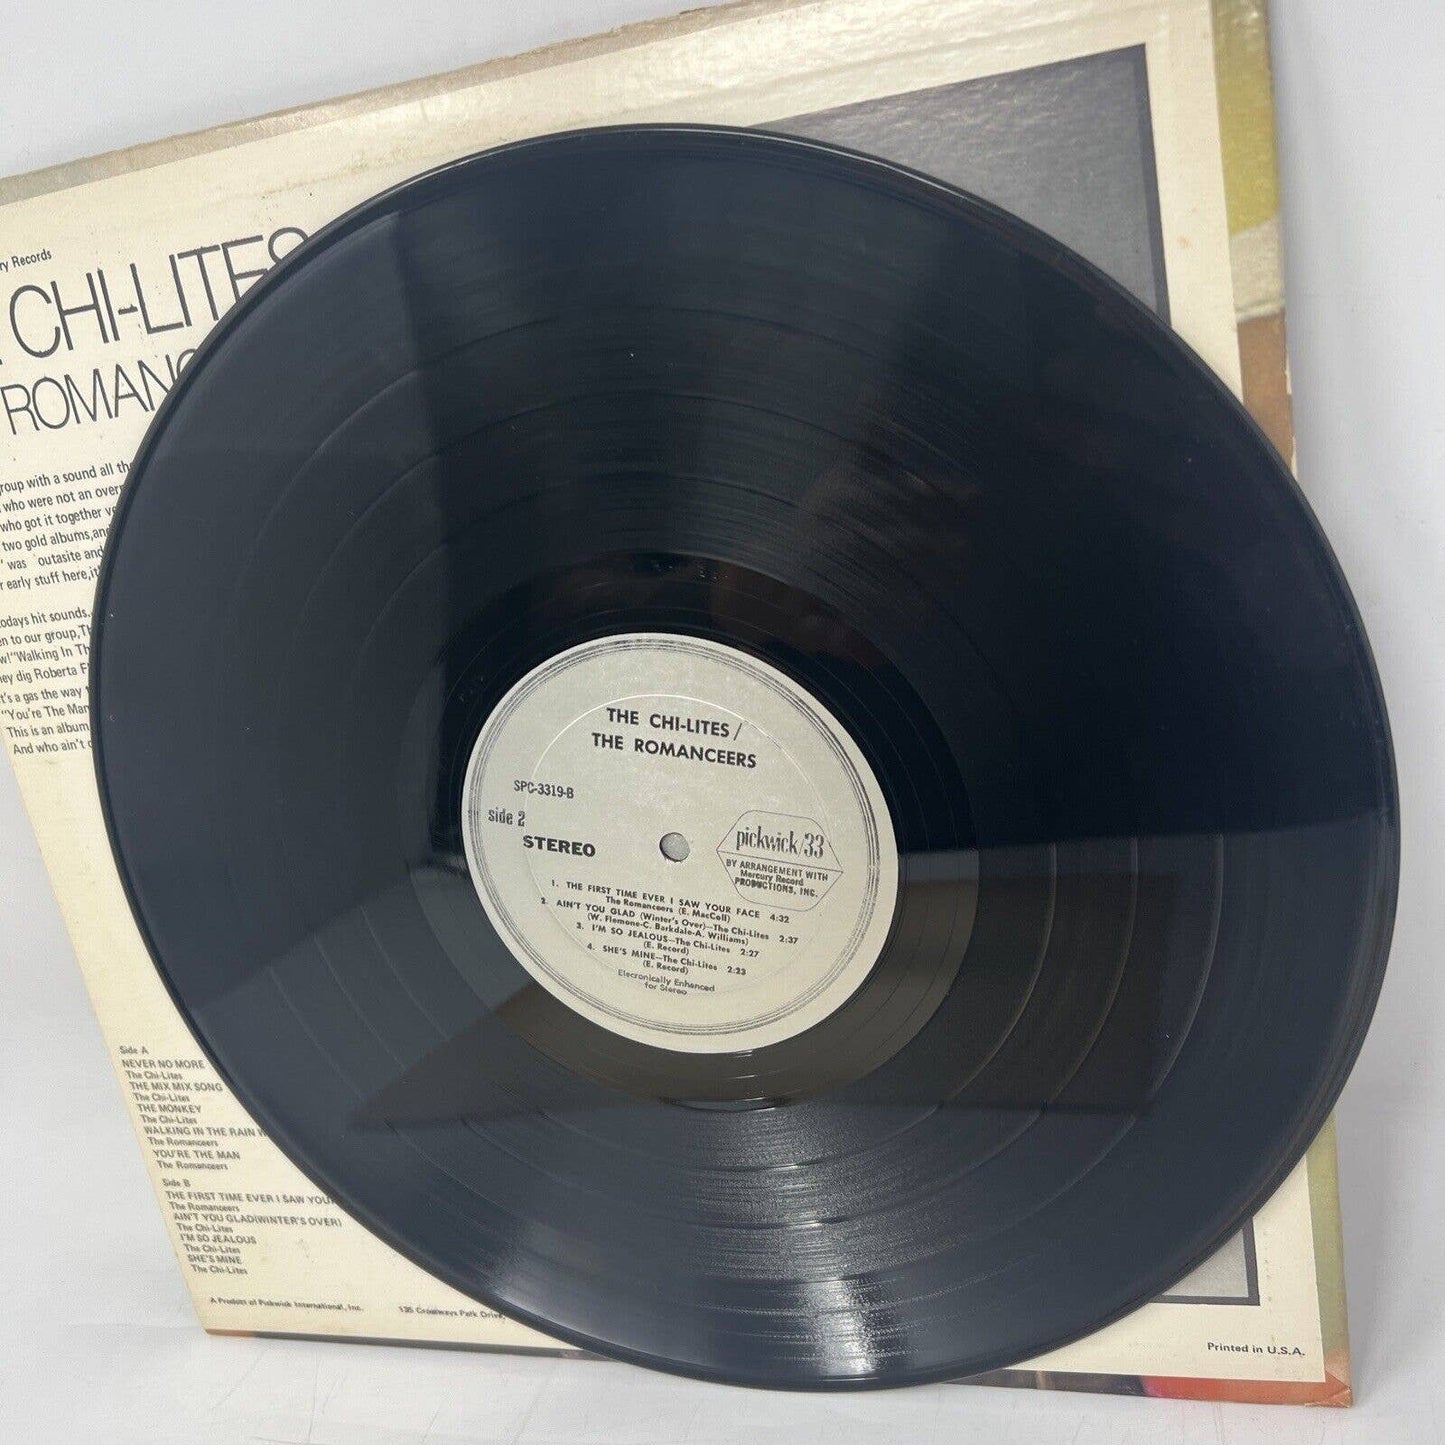 ry Records
CHI-LITES
ROMANC
roup with a sound all the
who were not an over
who got it together
two gold albums, and
was outasite and
early stuff here, it
todays hit sounds.
en to our group, Th
w! "Walking In Th
hey dig Roberta F
t's a gas the way
"You're The Man
This is an album
And who ain't
Side A
NEVER NO MORE
The Chi-Lites
THE MIX MIX SONG
The Chi-Lites
THE MONKEY
The Chi-Lites
WALKING IN THE RAIN W
The Romanceers
YOU'RE THE MAN
The Romanceers
Side B
THE FIRST TIME EVER I SAW YOU
The Romanceers
AIN'T YOU GLAD(WINTER'S OVER)
The Chi-Lites
I'M SO JEALOUS
The Chi-Lites
SHE'S MINE
The Chi-Lites
A Product of Pickwick International, Inc. 135 Crossways Park Drive,
Printed in U.S.A.
THE CHI-LITES /
THE ROMANCEERS
SPC-3319-B
side 2
STEREO
pickwick/33
BY ARRANGEMENT WITH
Mercury Record
PRODUCTIONS, INC.
1. THE FIRST TIME EVER I SAW YOUR FACE 4:32
The Romanceers (E. MacColl)
2. AIN'T YOU GLAD (Winter's Over)—The Chi-Lites 2:37
(W. Flemone-C. Barkdale-A. Williams)
3. I'M SO JEALOUS—The Chi-Lites 2:27
(E. Record)
4. SHE'S MINE—The Chi-Lites 2:23
(E. Record)
Elecronically Enhanced
for Stereo